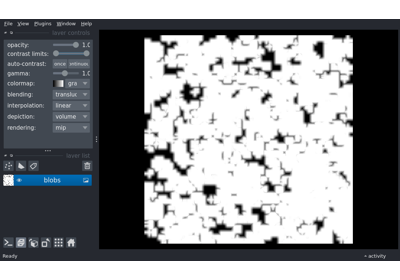 File View Plugins Window Help
layer controls
opacity: 1.0
contrast limits:
auto-contrast: once
gamma: 1.0
colormap: gra
blending: translu
interpolation: linear
depiction: volume
rendering: mip
layer list
blobs
Ready
activity